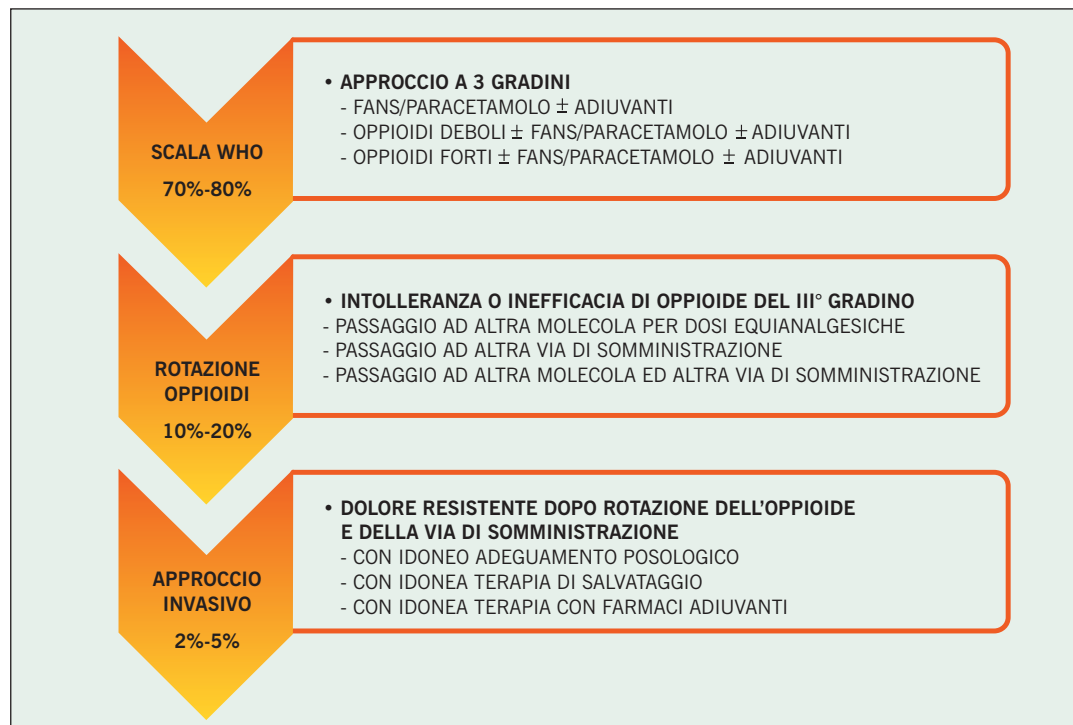 SCALA WHO
70%-80%
• APPROCCIO A 3 GRADINI
- FANS/PARACETAMOLO ± ADIUVANTI
- OPPIOIDI DEBOLI ± FANS/PARACETAMOLO ± ADIUVANTI
- OPPIOIDI FORTI ± FANS/PARACETAMOLO ± ADIUVANTI
ROTAZIONE
OPPIOIDI
10%-20%
• INTOLLERANZA O INEFFICACIA DI OPPIOIDE DEL III° GRADINO
- PASSAGGIO AD ALTRA MOLECOLA PER DOSI EQUIANALGESICHE
- PASSAGGIO AD ALTRA VIA DI SOMMINISTRAZIONE
- PASSAGGIO AD ALTRA MOLECOLA ED ALTRA VIA DI SOMMINISTRAZIONE
APPROCCIO
INVASIVO
2%-5%
• DOLORE RESISTENTE DOPO ROTAZIONE DELL’OPPIOIDE
E DELLA VIA DI SOMMINISTRAZIONE
- CON IDONEO ADEGUAMENTO POSOLOGICO
- CON IDONEA TERAPIA DI SALVATAGGIO
- CON IDONEA TERAPIA CON FARMACI ADIUVANTI